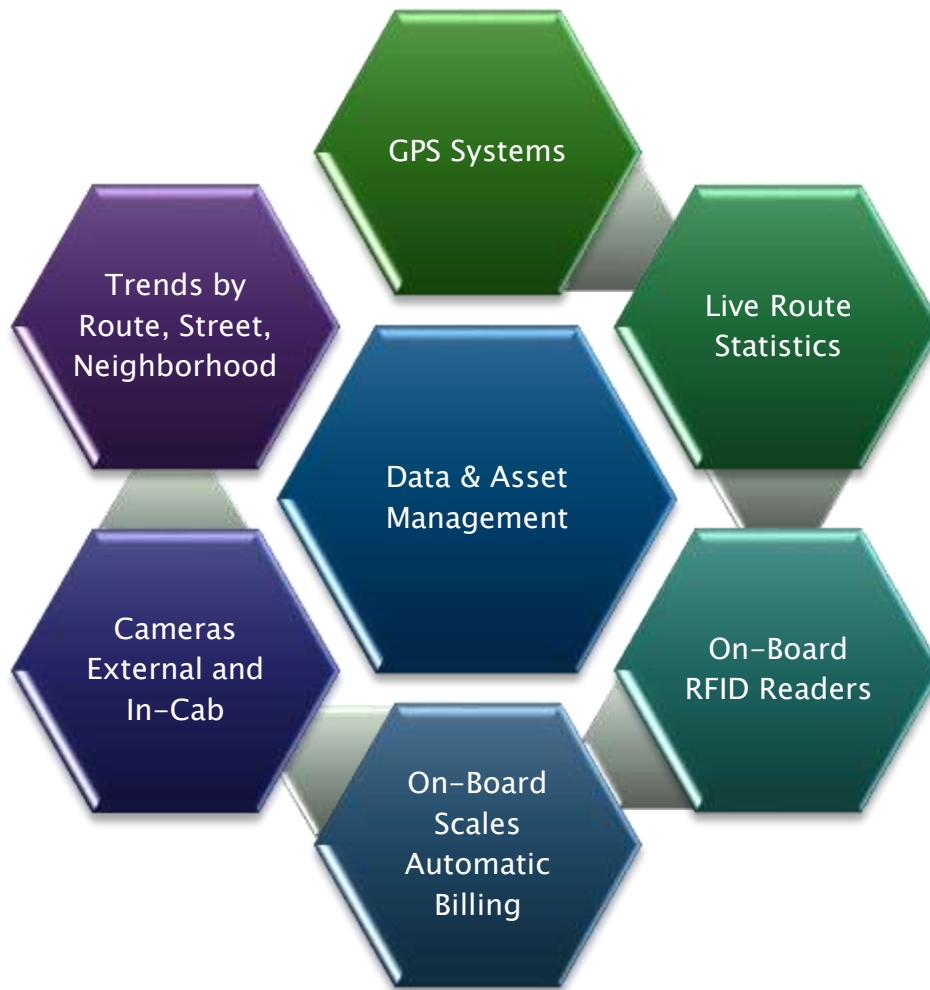 GPS Systems
Live Route
Statistics
On-Board
RFID Readers
On-Board
Scales
Automatic
Billing
Cameras
External and
In-Cab
Trends by
Route, Street,
Neighborhood
Data & Asset
Management